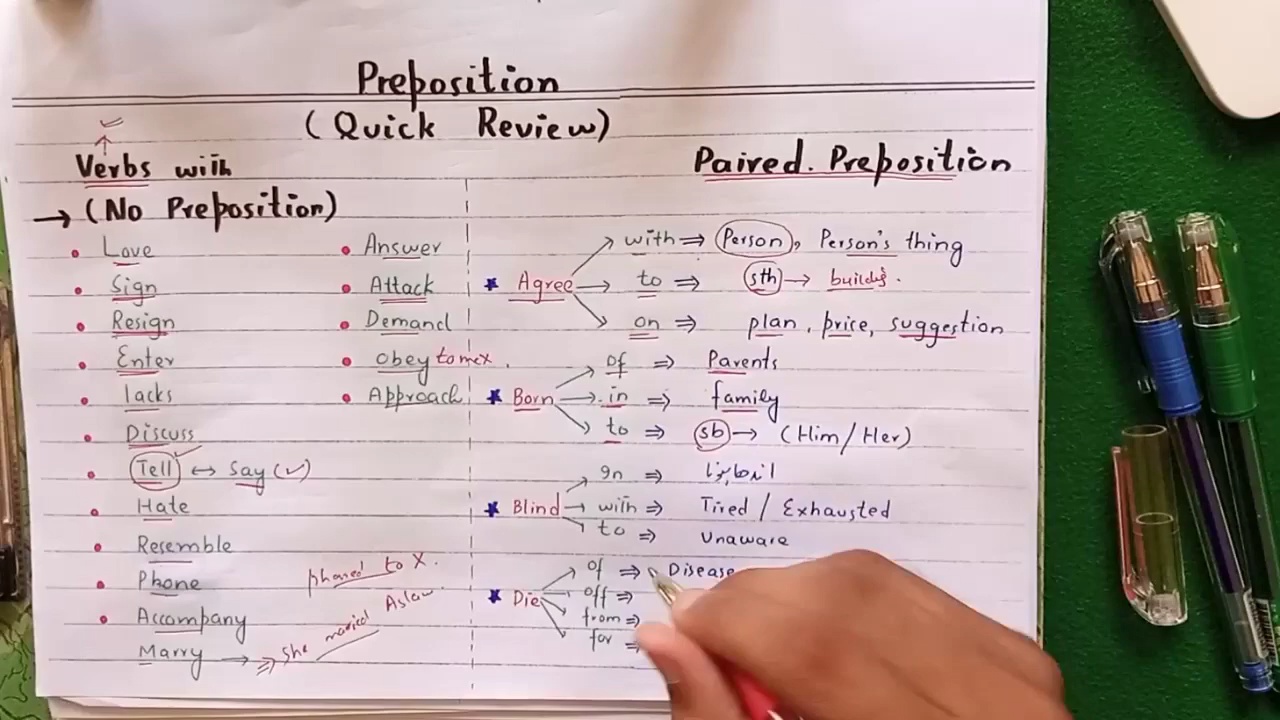 Preposition
(Quick Review)
Verbs with
→ (No Preposition)
• Love
• Sign
• Resign
• Enter
• lacks
• Discuss
• Tell ↔ Say (✓)
• Hate
• Resemble
• Phone
phoned to X.
• Accompany
Marry → ⇒ She married Aslam
• Answer
• Attack
• Demand
• obey to mex.
• Approach
Paired Preposition
★ Agree
with ⇒ Person, Person's thing
to ⇒ sth →
on ⇒ plan, price, suggestion
★ Born
of ⇒ Parents
in ⇒ family
to ⇒ sb → (Him/Her)
★ Blind
in ⇒
with ⇒ Tired / Exhausted
to ⇒ Unaware
★ Die
of ⇒ Disease
off ⇒
from ⇒
for ⇒